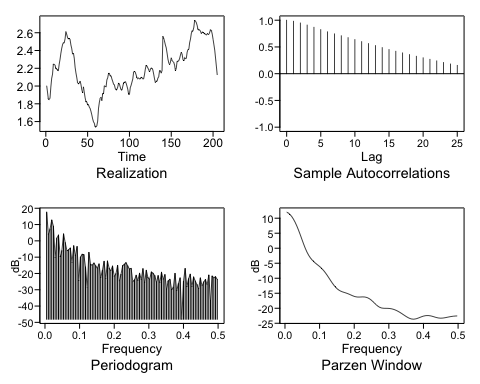 2.6
2.4
2.2
2.0
1.8
1.6
0 50 100 150 200
Time
Realization
1.0
0.5
0.0
-0.5
-1.0
0 5 10 15 20 25
Lag
Sample Autocorrelations
20
10
0
-10
-20
-30
-40
-50
dB
0.0 0.1 0.2 0.3 0.4 0.5
Frequency
Periodogram
10
5
0
-5
-10
-15
-20
-25
dB
0.0 0.1 0.2 0.3 0.4 0.5
Frequency
Parzen Window